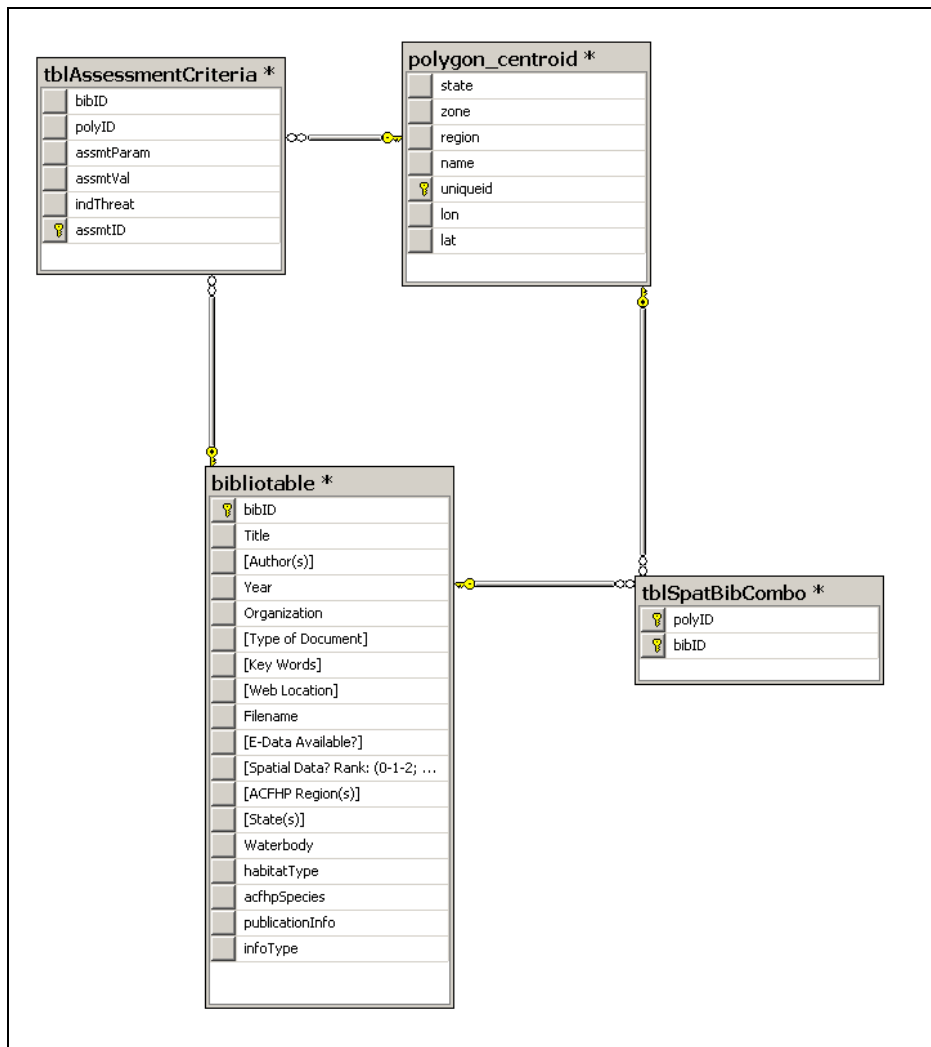 tblAssessmentCriteria *
bibID
polyID
assmtParam
assmtVal
indThreat
assmtID
polygon_centroid *
state
zone
region
name
uniqueid
lon
lat
bibliotable *
bibID
Title
[Author(s)]
Year
Organization
[Type of Document]
[Key Words]
[Web Location]
Filename
[E-Data Available?]
[Spatial Data? Rank: (0-1-2; ...
[ACFHP Region(s)]
[State(s)]
Waterbody
habitatType
acfhpSpecies
publicationInfo
infoType
tblSpatBibCombo *
polyID
bibID